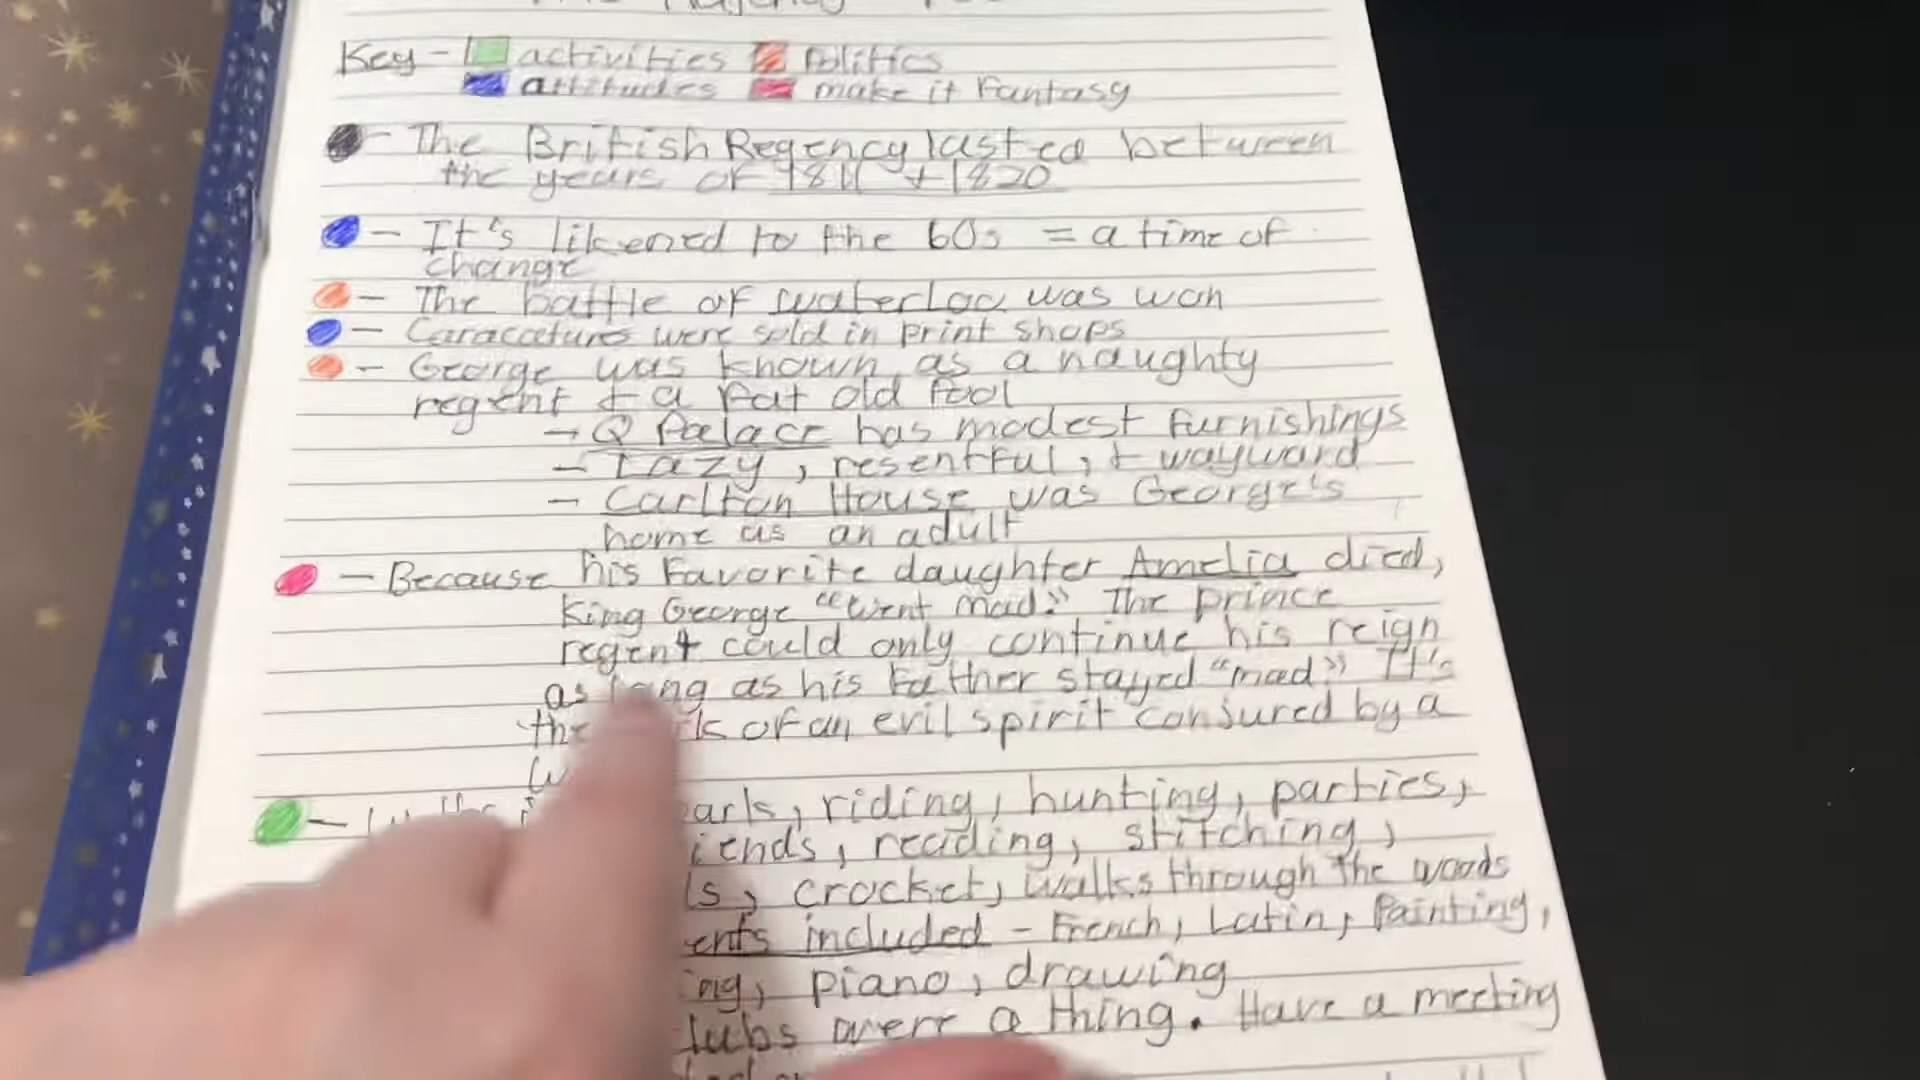 Key - activities Politics
attitudes make it Fantasy
- The British Regency lasted between
the years of 1811 + 1820
- It's likened to the 60s = a time of
change
- The battle of waterloo was won
- Caraccatures were sold in print shops
- George was known as a naughty
regent + a fat old fool
→ Q Palace has modest furnishings
- Lazy, resentful, + wayward
- Carlton House was George's
home as an adult
- Because his favorite daughter Amelia died,
King George "went mad." The prince
regent could only continue his reign
as long as his father stayed "mad." It's
the of an evil spirit conjured by a
- riding, hunting, parties,
reading, stitching,
crocket, walks through the woods
included - French, Latin, Painting,
piano, drawing
were a thing. Have a meeting